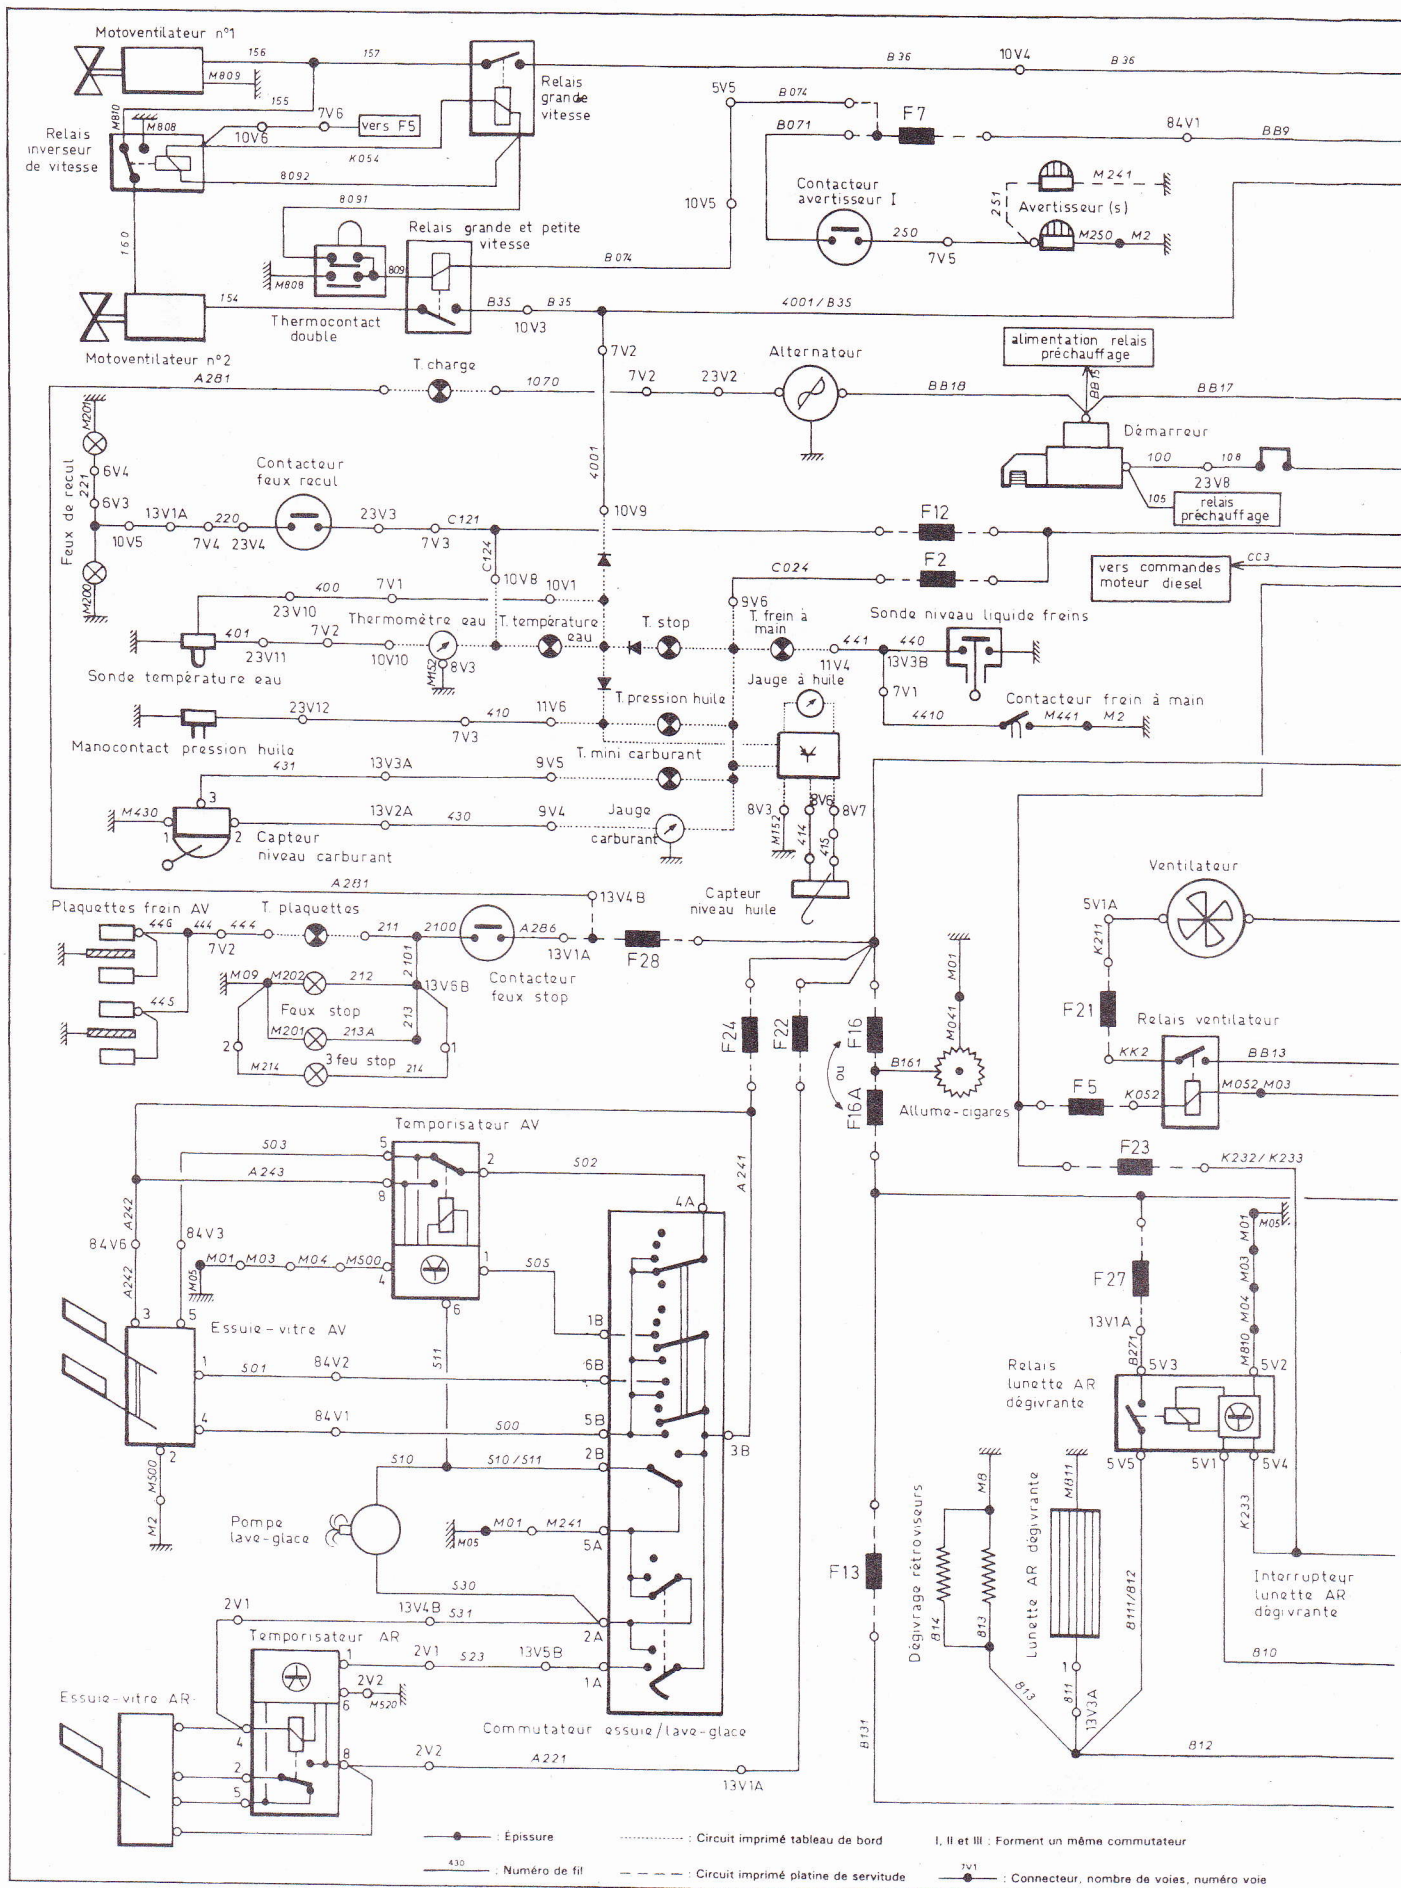 Motoventilateur n°1
156
157
M809
155
M810
M808
7V6
vers F5
10V6
Relais
inverseur
de vitesse
K054
8092
8091
Relais
grande
vitesse
B36
10V4
B36
5V5
B074
F7
B071
84V1
BB9
Contacteur
avertisseur I
M241
251
Avertisseur (s)
10V5
250
7V5
M250
M2
160
Relais grande et petite
vitesse
B074
M808
809
154
B35
B35
10V3
4001/B35
Thermocontact
double
Motoventilateur n°2
7V2
Alternateur
alimentation relais
préchauffage
BB15
A281
T. charge
1070
7V2
23V2
BB18
BB17
Démarreur
100
108
23V8
105
relais
préchauffage
M201
6V4
221
6V3
Feux de recul
Contacteur
feux recul
13V1A
220
10V5
7V4
23V4
23V3
7V3
C121
C124
4001
10V9
F12
F2
C024
CC3
vers commandes
moteur diesel
M200
400
7V1
10V1
10V8
23V10
9V6
401
7V2
23V11
10V10
Thermomètre eau
M152
8V3
T. température
eau
T. stop
T. frein à
main
441
11V4
440
13V3B
Sonde niveau liquide freins
Sonde température eau
7V1
Jauge à huile
Contacteur frein à main
4410
M441
M2
23V12
410
7V3
11V6
T. pression huile
Manocontact pression huile
T. mini carburant
431
13V3A
9V5
3
M430
1
2
13V2A
430
9V4
Jauge
carburant
Capteur
niveau carburant
8V3
8V6
8V7
M152
414
415
Capteur
niveau huile
A281
13V4B
Plaquettes frein AV
446
444
444
7V2
T. plaquettes
211
2100
A286
13V1A
F28
2101
Contacteur
feux stop
445
M09
M202
212
13V5B
Feux stop
213
M201
213A
2
1
3 feu stop
M214
214
F24
F22
F16
ou
F16A
B161
M01
M041
Allume-cigares
Ventilateur
5V1A
K211
F21
Relais ventilateur
KK2
BB13
F5
K052
M052
M03
F23
K232/K233
Temporisateur AV
503
5
2
502
A243
8
A241
4A
A242
84V6
84V3
A242
M01
M03
M04
M500
M05
4
1
505
6
511
1B
3
5
Essuie-vitre AV
1
501
84V2
6B
4
84V1
500
5B
3B
2
M500
M2
510
510/511
2B
Pompe
lave-glace
M05
M01
M241
5A
530
F27
13V1A
B271
M01
M05
M03
M04
M810
5V3
5V2
Relais
lunette AR
dégivrante
5V5
5V1
5V4
K233
Interrupteur
lunette AR
dégivrante
B10
F13
B131
Dégivrage rétroviseurs
M8
B14
B13
Lunette AR dégivrante
M811
B111/B12
1
811
13V3A
B13
B12
2V1
13V4B
531
2A
Temporisateur AR
1
2V1
523
13V5B
1A
2V2
6
M520
Essuie-vitre AR
4
2
5
8
2V2
A221
13V1A
Commutateur essuie/lave-glace
: Épissure
: Circuit imprimé tableau de bord
I, II et III : Forment un même commutateur
430
: Numéro de fil
: Circuit imprimé platine de servitude
7V1
: Connecteur, nombre de voies, numéro voie